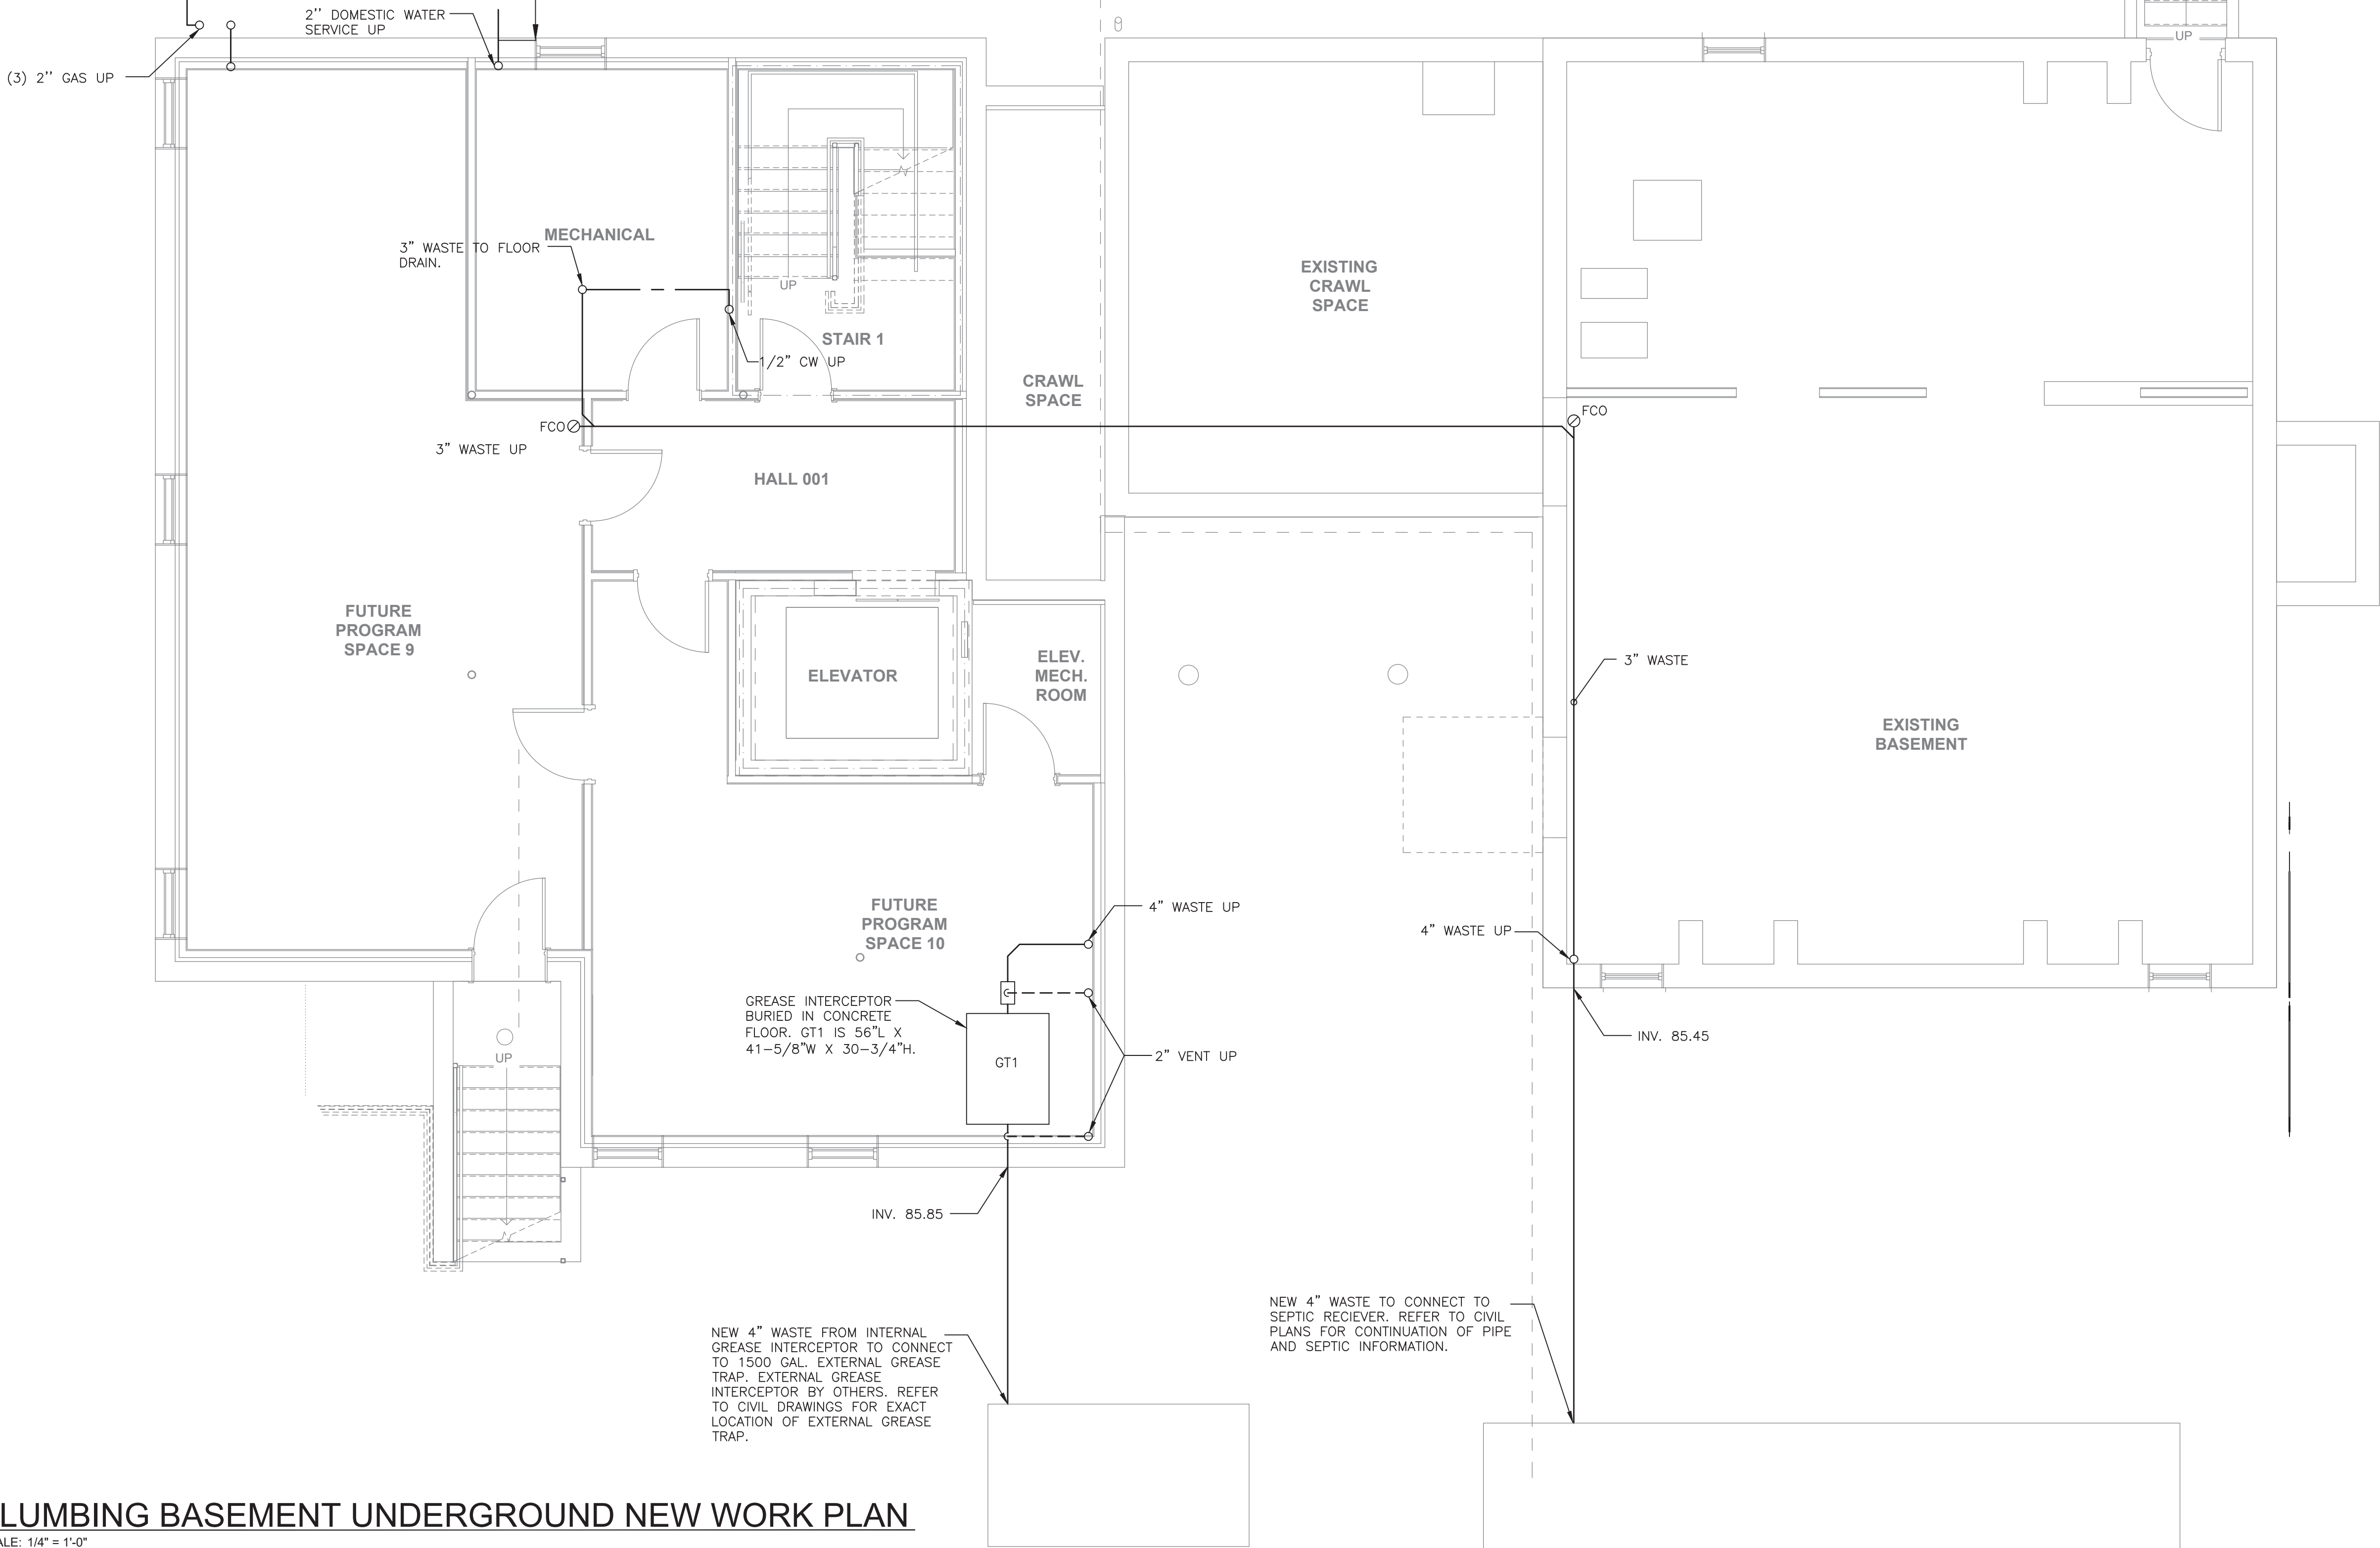 2'' DOMESTIC WATER
SERVICE UP
(3) 2'' GAS UP
UP
MECHANICAL
3" WASTE TO FLOOR
DRAIN.
UP
STAIR 1
1/2" CW UP
EXISTING
CRAWL
SPACE
CRAWL
SPACE
FCO
FCO
3" WASTE UP
HALL 001
FUTURE
PROGRAM
SPACE 9
ELEVATOR
ELEV.
MECH.
ROOM
3" WASTE
EXISTING
BASEMENT
FUTURE
PROGRAM
SPACE 10
4" WASTE UP
4" WASTE UP
GREASE INTERCEPTOR
BURIED IN CONCRETE
FLOOR. GT1 IS 56"L X
41-5/8"W X 30-3/4"H.
GT1
2" VENT UP
INV. 85.45
UP
INV. 85.85
NEW 4" WASTE FROM INTERNAL
GREASE INTERCEPTOR TO CONNECT
TO 1500 GAL. EXTERNAL GREASE
TRAP. EXTERNAL GREASE
INTERCEPTOR BY OTHERS. REFER
TO CIVIL DRAWINGS FOR EXACT
LOCATION OF EXTERNAL GREASE
TRAP.
NEW 4" WASTE TO CONNECT TO
SEPTIC RECIEVER. REFER TO CIVIL
PLANS FOR CONTINUATION OF PIPE
AND SEPTIC INFORMATION.
LUMBING BASEMENT UNDERGROUND NEW WORK PLAN
ALE: 1/4" = 1'-0"